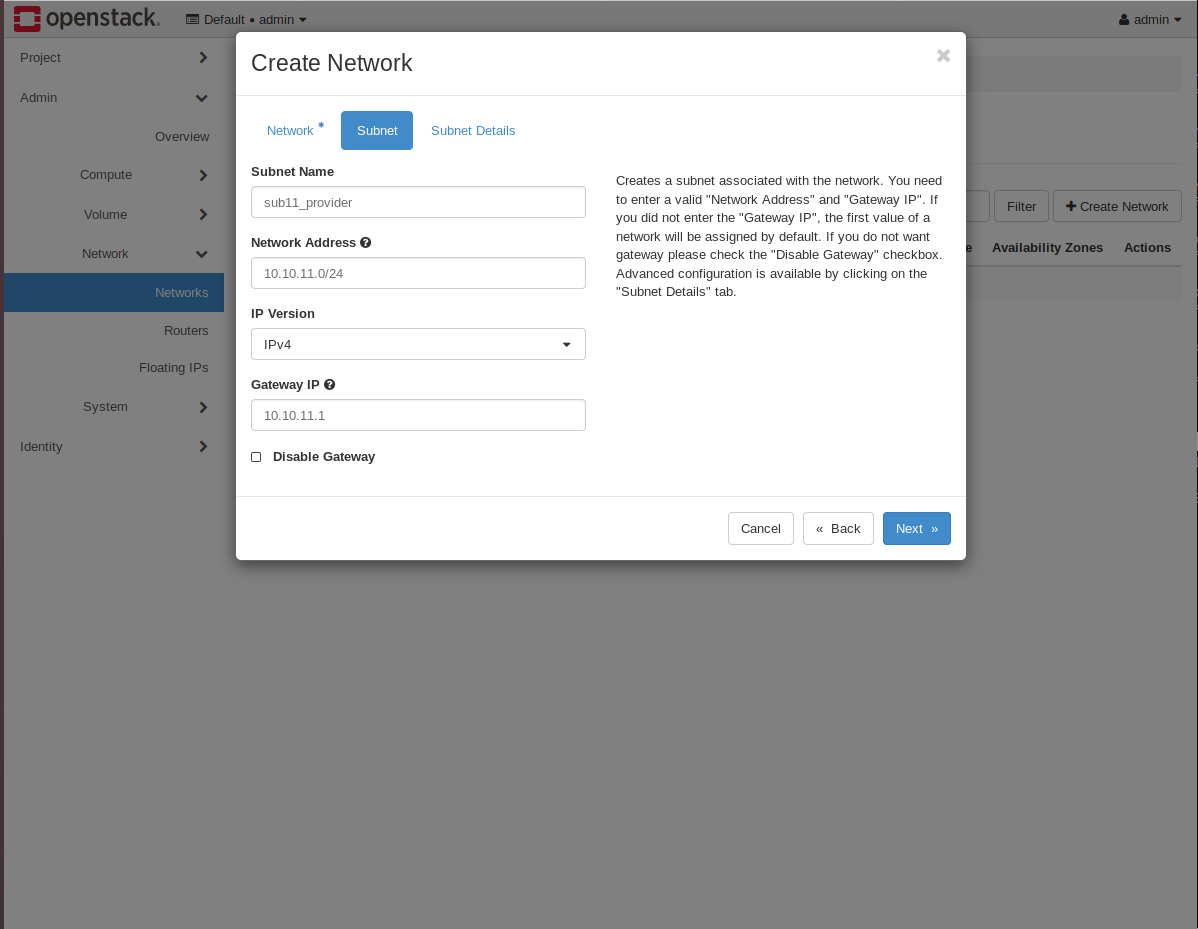 openstack. Default • admin admin
Project
Admin
Overview
Compute
Volume
Network
Networks
Routers
Floating IPs
System
Identity
Create Network
Network * Subnet Subnet Details
Subnet Name
sub11_provider
Network Address
10.10.11.0/24
IP Version
IPv4
Gateway IP
10.10.11.1
Disable Gateway
Creates a subnet associated with the network. You need
to enter a valid "Network Address" and "Gateway IP". If
you did not enter the "Gateway IP", the first value of a
network will be assigned by default. If you do not want
gateway please check the "Disable Gateway" checkbox.
Advanced configuration is available by clicking on the
"Subnet Details" tab.
Cancel « Back Next »
Filter Create Network
Availability Zones Actions